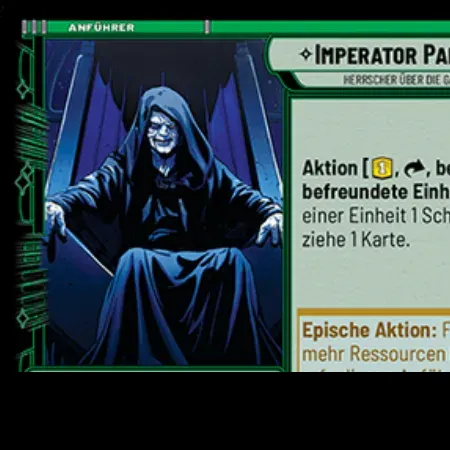 ANFÜHRER
IMPERATOR PA
HERRSCHER ÜBER DIE G
Aktion [1, , be
befreundete Einh
einer Einheit 1 Sch
ziehe 1 Karte.
Epische Aktion: F
mehr Ressourcen